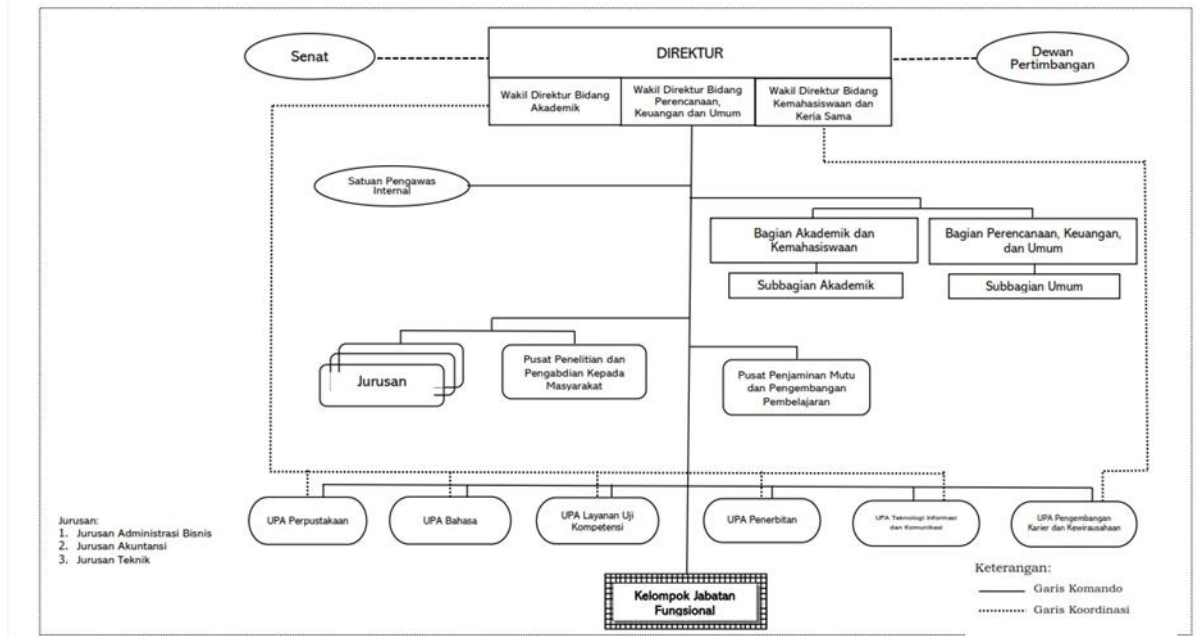 Senat
DIREKTUR
Dewan
Pertimbangan
Wakil Direktur Bidang
Akademik
Wakil Direktur Bidang
Perencanaan,
Keuangan dan Umum
Wakil Direktur Bidang
Kemahasiswaan dan
Kerja Sama
Satuan Pengawas
Internal
Bagian Akademik dan
Kemahasiswaan
Bagian Perencanaan, Keuangan,
dan Umum
Subbagian Akademik
Subbagian Umum
Jurusan
Pusat Penelitian dan
Pengabdian Kepada
Masyarakat
Pusat Penjaminan Mutu
dan Pengembangan
Pembelajaran
UPA Perpustakaan
UPA Bahasa
UPA Layanan Uji
Kompetensi
UPA Penerbitan
UPA Teknologi Informasi
dan Komunikasi
UPA Pengembangan
Karier dan Kewirausahaan
Jurusan:
1. Jurusan Administrasi Bisnis
2. Jurusan Akuntansi
3. Jurusan Teknik
Kelompok Jabatan
Fungsional
Keterangan:
Garis Komando
Garis Koordinasi